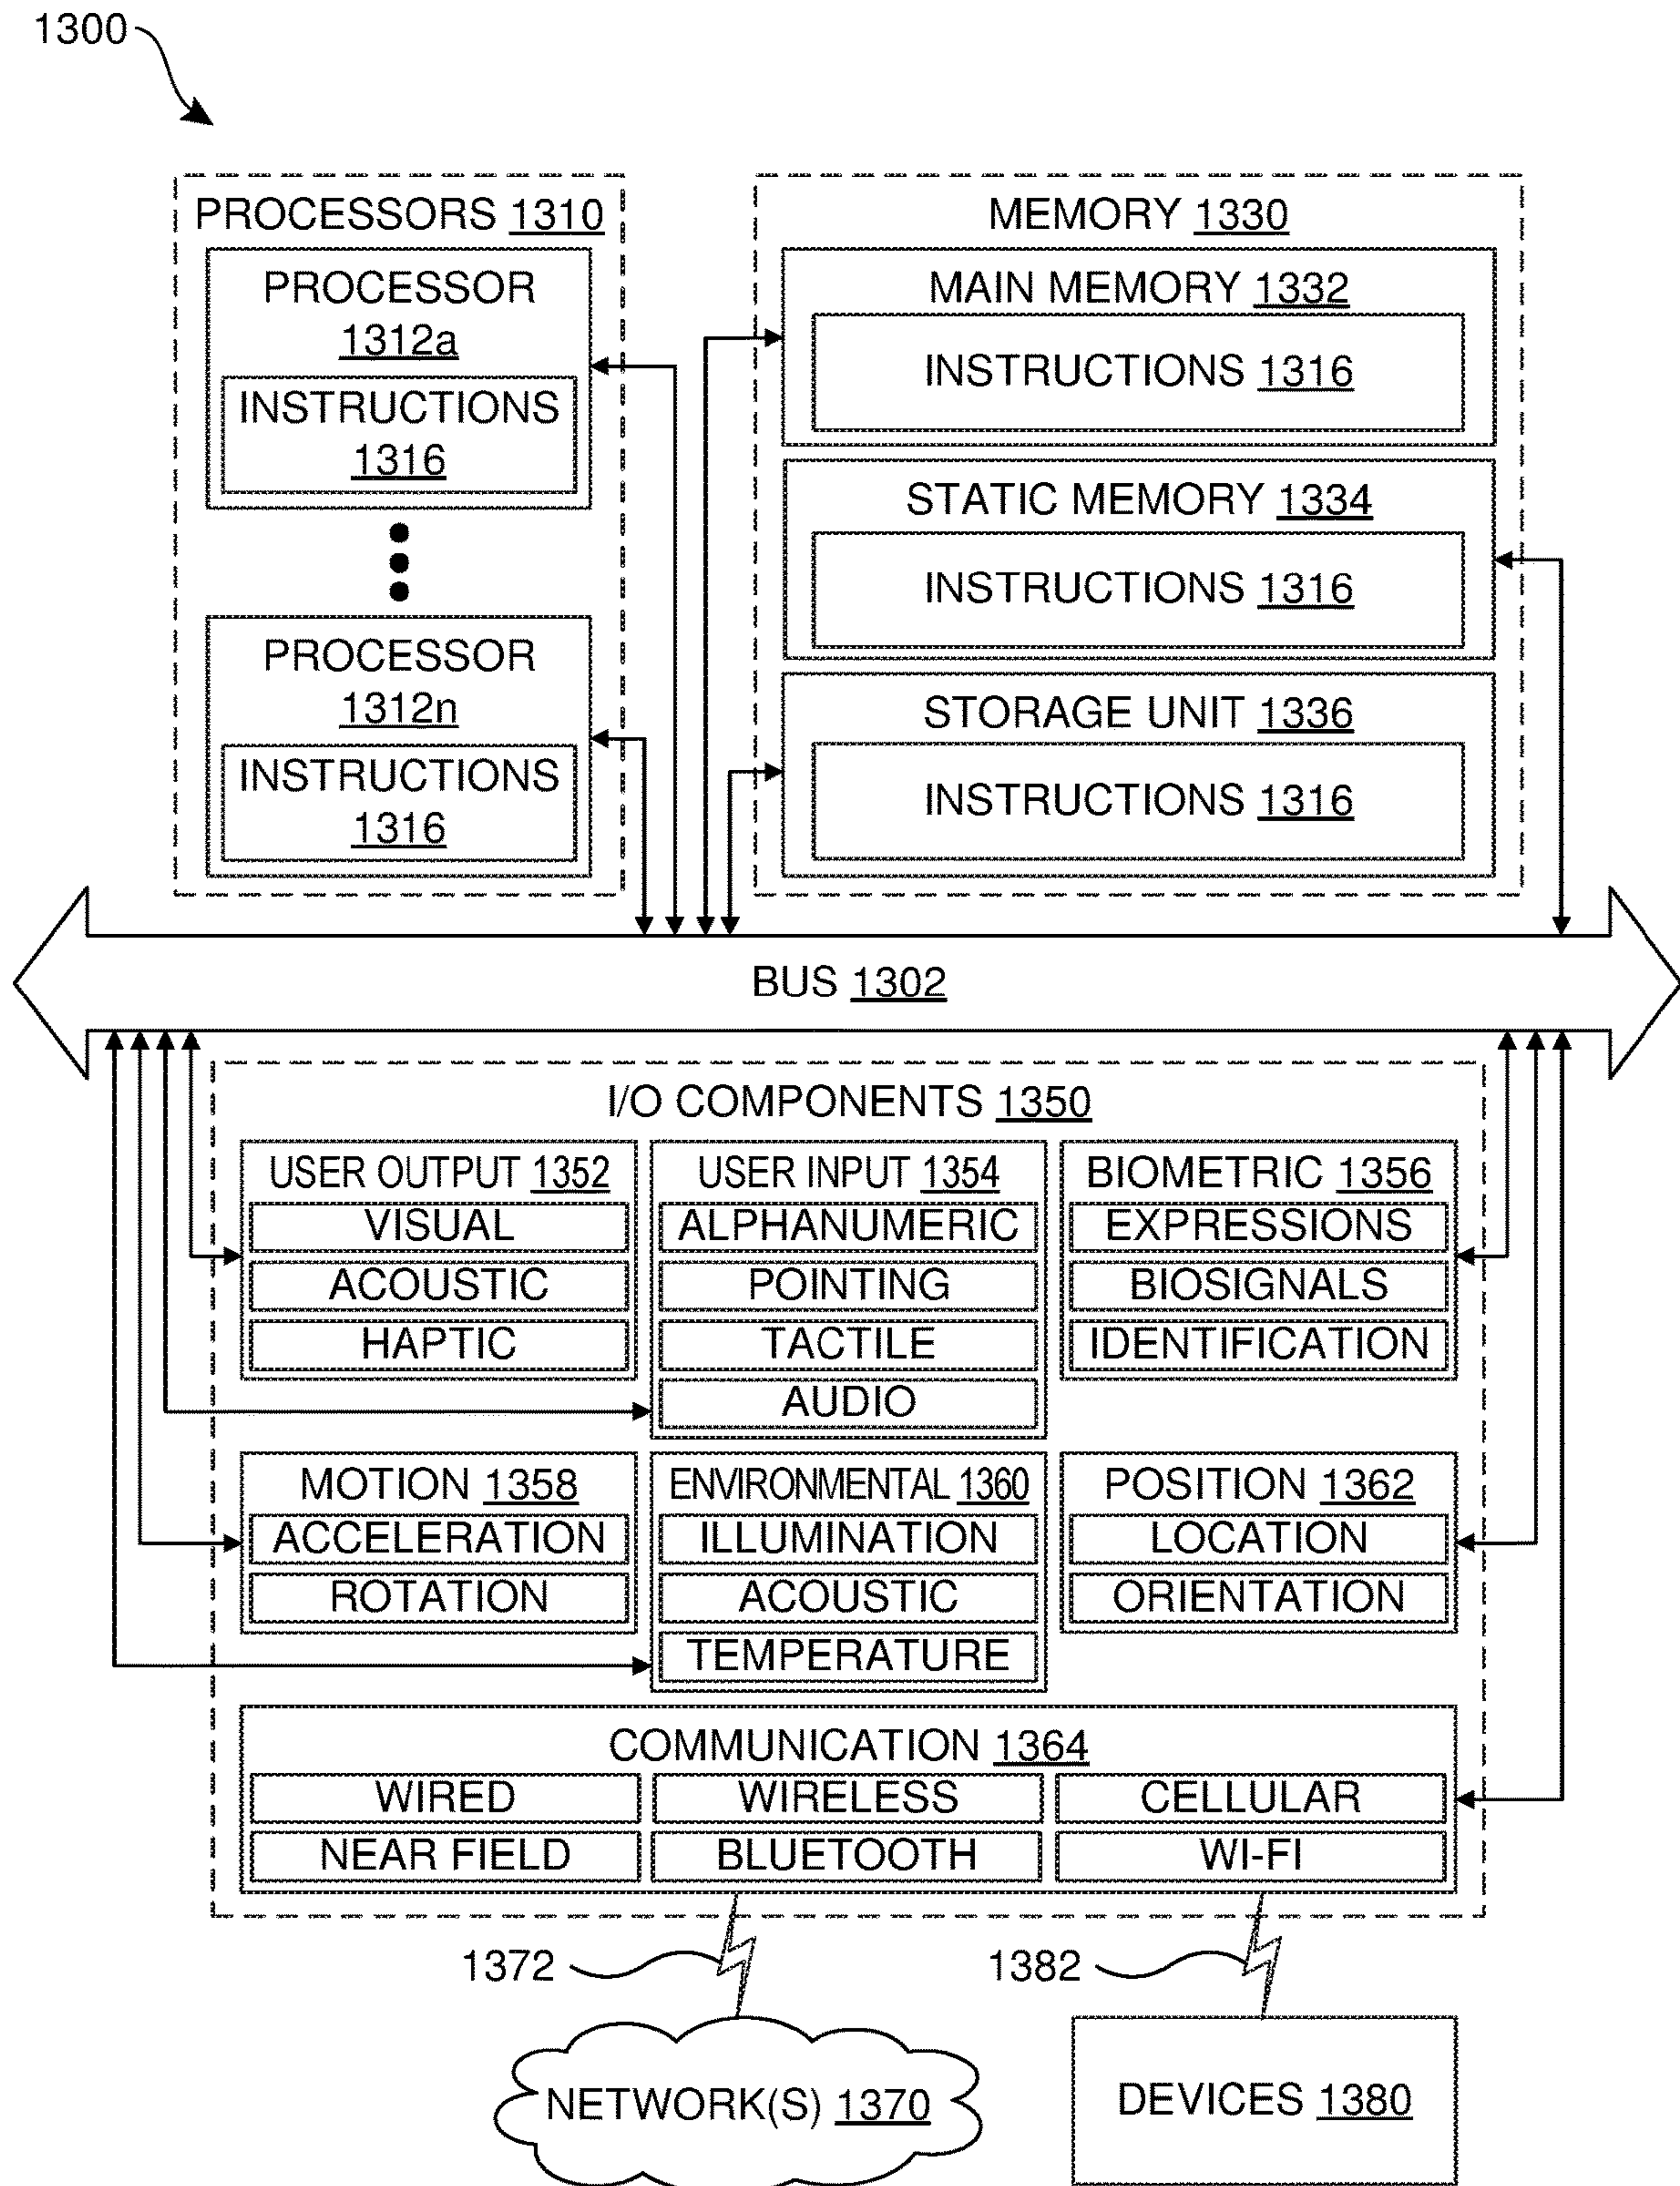 1300
PROCESSORS 1310
PROCESSOR
1312a
INSTRUCTIONS
1316
PROCESSOR
1312n
INSTRUCTIONS
1316
MEMORY 1330
MAIN MEMORY 1332
INSTRUCTIONS 1316
STATIC MEMORY 1334
INSTRUCTIONS 1316
STORAGE UNIT 1336
INSTRUCTIONS 1316
BUS 1302
I/O COMPONENTS 1350
USER OUTPUT 1352
VISUAL
ACOUSTIC
HAPTIC
USER INPUT 1354
ALPHANUMERIC
POINTING
TACTILE
AUDIO
BIOMETRIC 1356
EXPRESSIONS
BIOSIGNALS
IDENTIFICATION
MOTION 1358
ACCELERATION
ROTATION
ENVIRONMENTAL 1360
ILLUMINATION
ACOUSTIC
TEMPERATURE
POSITION 1362
LOCATION
ORIENTATION
COMMUNICATION 1364
WIRED
WIRELESS
CELLULAR
NEAR FIELD
BLUETOOTH
WI-FI
1372
1382
NETWORK(S) 1370
DEVICES 1380